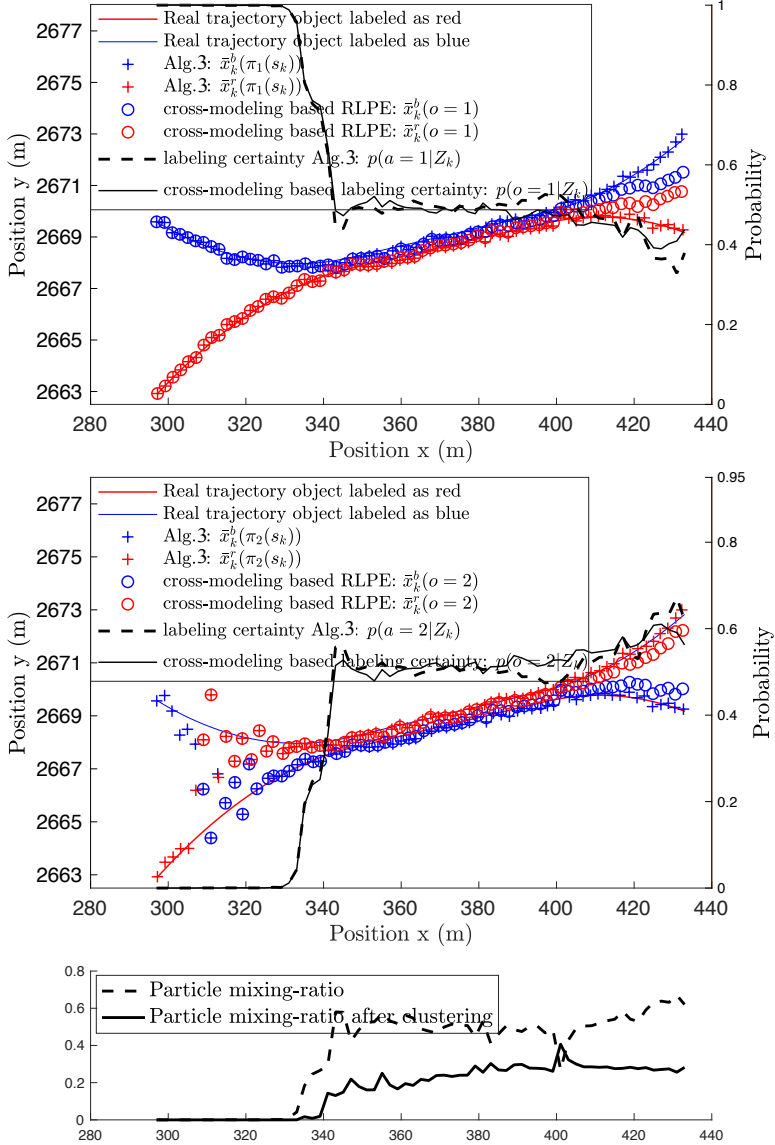 2677
2675
2673
2671
2669
2667
2665
2663
Position y (m)
Real trajectory object labeled as red
Real trajectory object labeled as blue
Alg.3: x̄_k^b(π_1(s_k))
Alg.3: x̄_k^r(π_1(s_k))
cross-modeling based RLPE: x̄_k^b(o = 1)
cross-modeling based RLPE: x̄_k^r(o = 1)
labeling certainty Alg.3: p(a = 1|Z_k)
cross-modeling based labeling certainty: p(o = 1|Z_k)
1
0.8
0.6
0.4
0.2
0
Probability
280 300 320 340 360 380 400 420 440
Position x (m)
2677
2675
2673
2671
2669
2667
2665
2663
Position y (m)
Real trajectory object labeled as red
Real trajectory object labeled as blue
Alg.3: x̄_k^b(π_2(s_k))
Alg.3: x̄_k^r(π_2(s_k))
cross-modeling based RLPE: x̄_k^b(o = 2)
cross-modeling based RLPE: x̄_k^r(o = 2)
labeling certainty Alg.3: p(a = 2|Z_k)
cross-modeling based labeling certainty: p(o = 2|Z_k)
0.95
0.8
0.6
0.4
0.2
0
Probability
280 300 320 340 360 380 400 420 440
Position x (m)
0.8
0.6
0.4
0.2
0
Particle mixing-ratio
Particle mixing-ratio after clustering
280 300 320 340 360 380 400 420 440